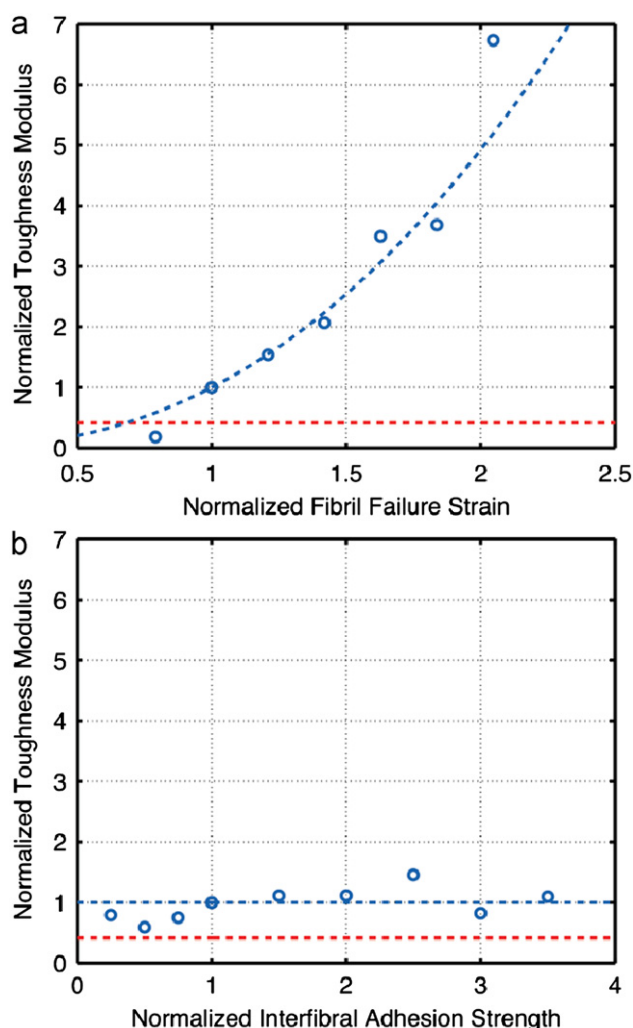 a
7
6
5
4
3
2
1
0
Normalized Toughness Modulus
0.5 1 1.5 2 2.5
Normalized Fibril Failure Strain
b
7
6
5
4
3
2
1
0
Normalized Toughness Modulus
0 1 2 3 4
Normalized Interfibral Adhesion Strength